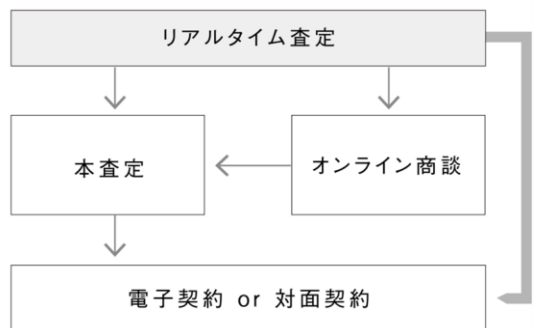 リアルタイム査定
本査定
オンライン商談
電子契約 or 対面契約